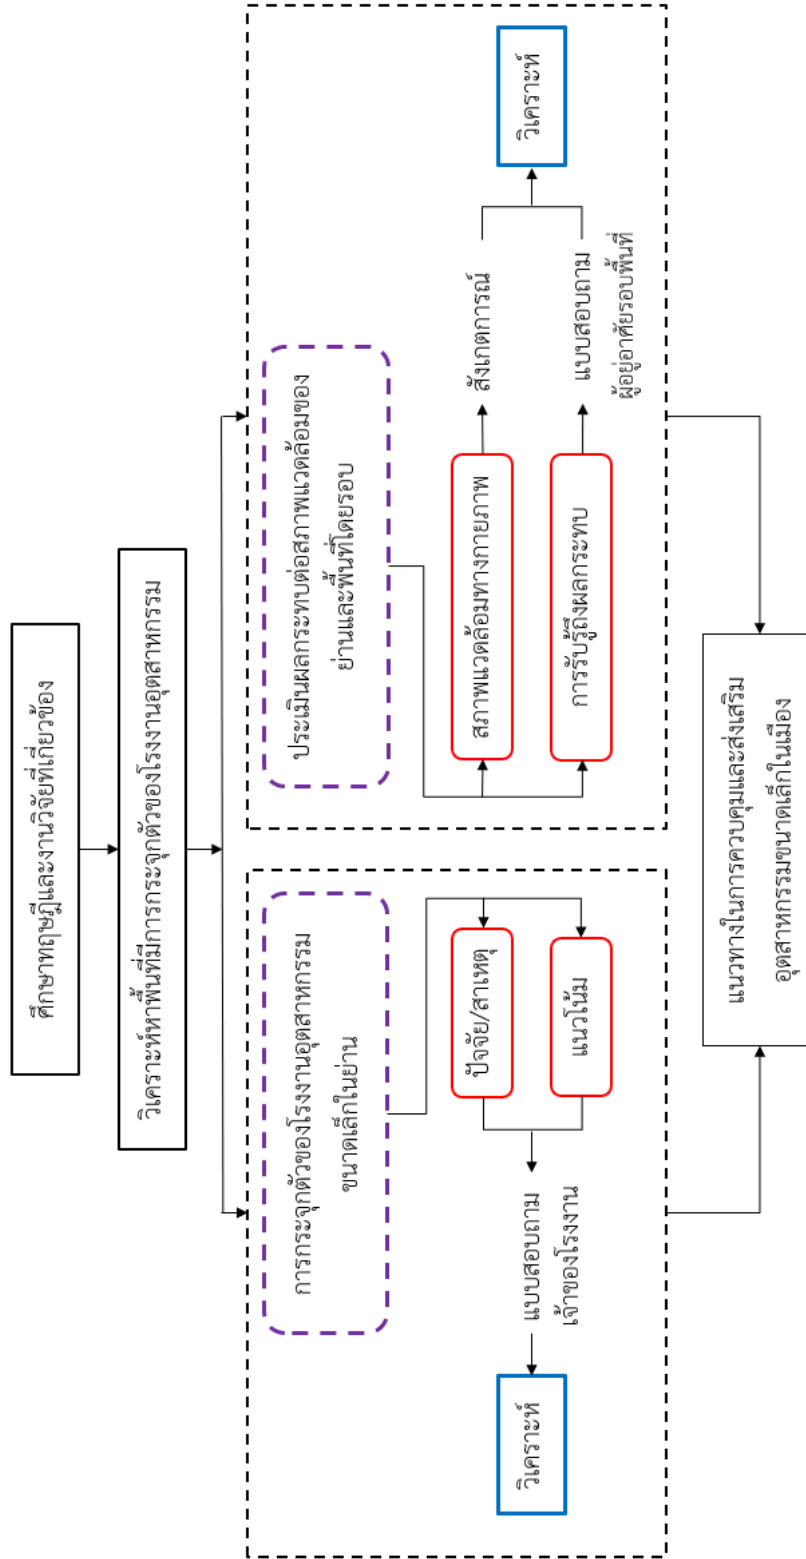 ศึกษาทฤษฎีและงานวิจัยที่เกี่ยวข้อง
วิเคราะห์หาพื้นที่ที่มีการกระจุกตัวของโรงงานอุตสาหกรรม
การกระจุกตัวของโรงงานอุตสาหกรรม
ขนาดเล็กในย่าน
ปัจจัย/สาเหตุ
แนวโน้ม
แบบสอบถาม
เจ้าของโรงงาน
วิเคราะห์
ประเมินผลกระทบต่อสภาพแวดล้อมของ
ย่านและพื้นที่โดยรอบ
สภาพแวดล้อมทางกายภาพ
สังเกตการณ์
การรับรู้ถึงผลกระทบ
แบบสอบถาม
ผู้อยู่อาศัยรอบพื้นที่
วิเคราะห์
แนวทางในการควบคุมและส่งเสริม
อุตสาหกรรมขนาดเล็กในเมือง